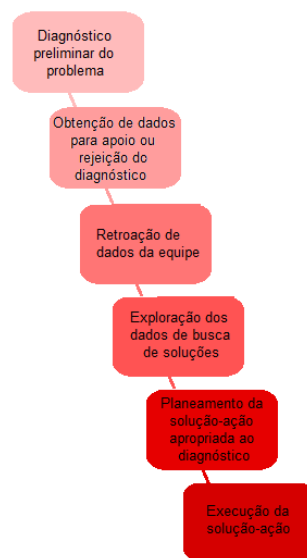 Diagnóstico
preliminar do
problema
Obtenção de dados
para apoio ou
rejeição do
diagnóstico
Retroação de
dados da equipe
Exploração dos
dados de busca
de soluções
Planeamento da
solução-ação
apropriada ao
diagnóstico
Execução da
solução-ação